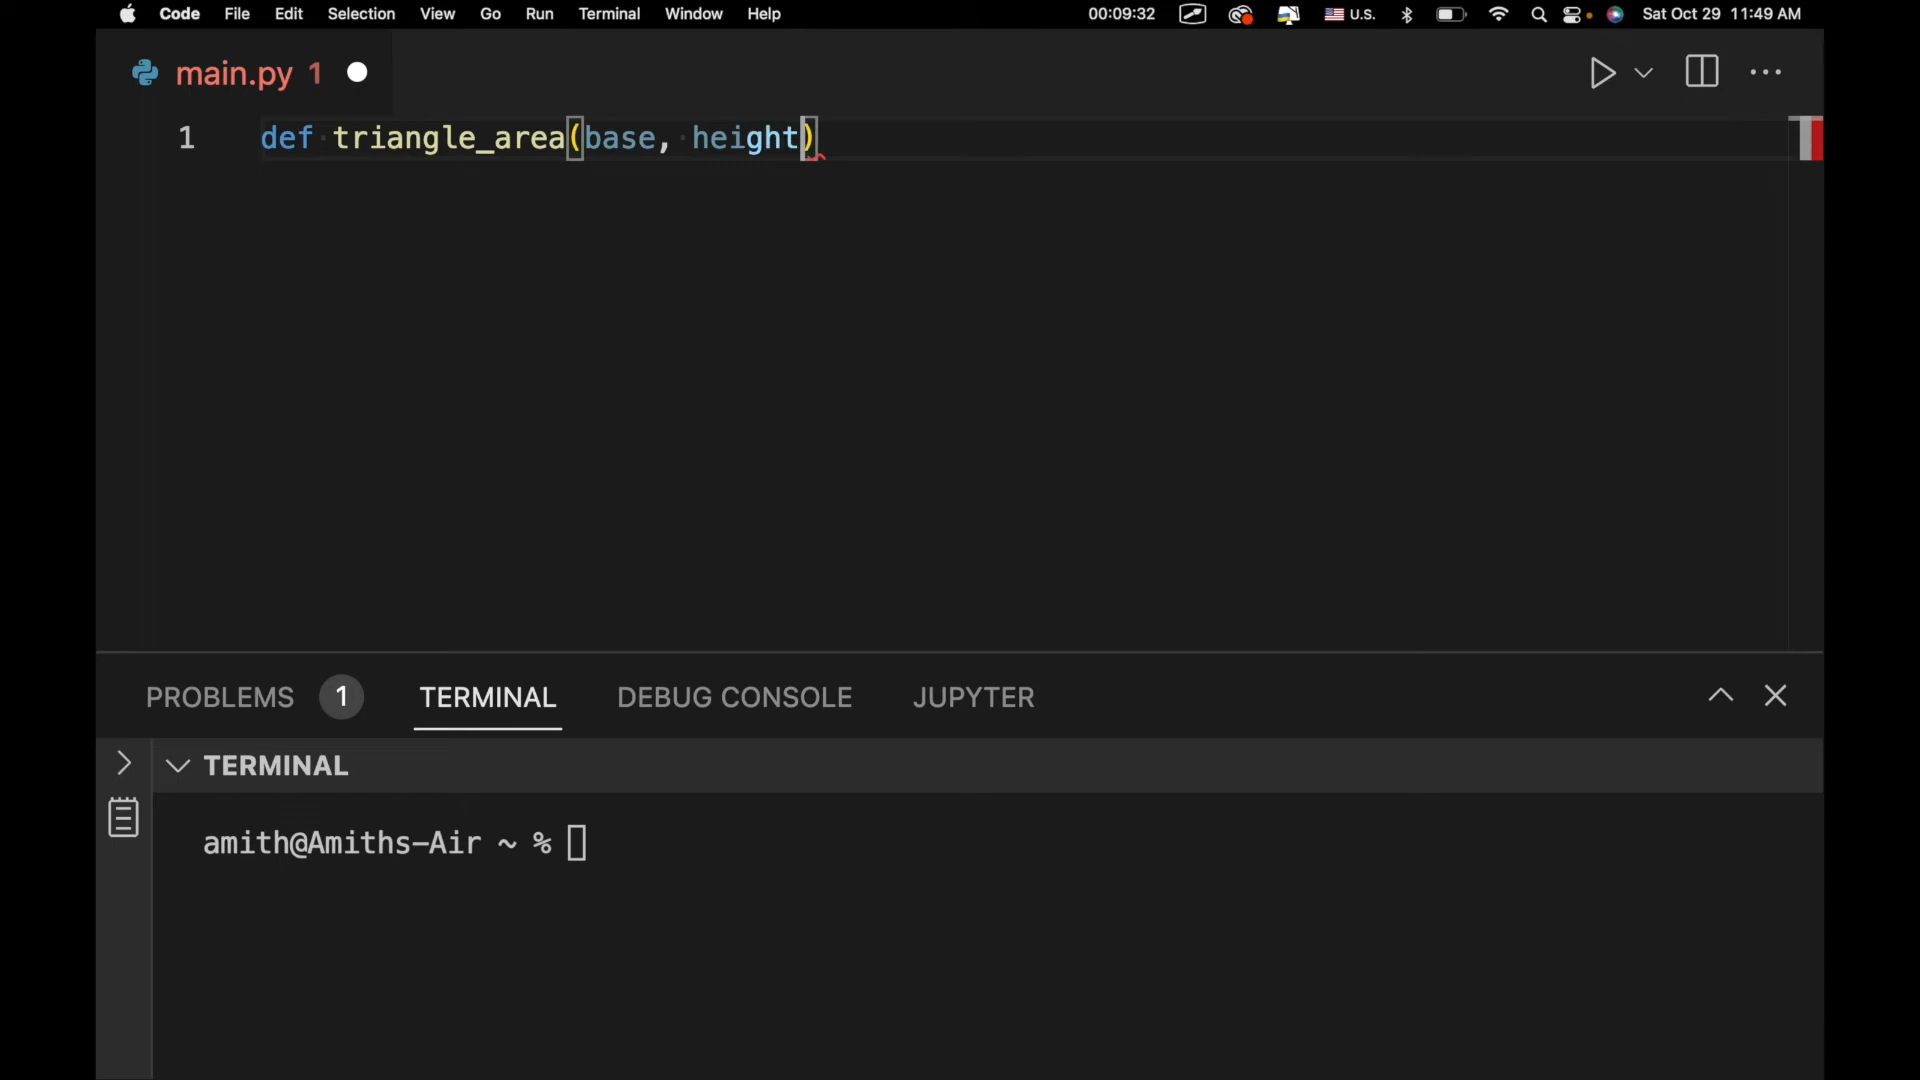 Code File Edit Selection View Go Run Terminal Window Help 00:09:32 U.S. Sat Oct 29 11:49 AM
main.py 1
1 def triangle_area(base, height)
PROBLEMS 1 TERMINAL DEBUG CONSOLE JUPYTER
TERMINAL
amith@Amiths-Air ~ %